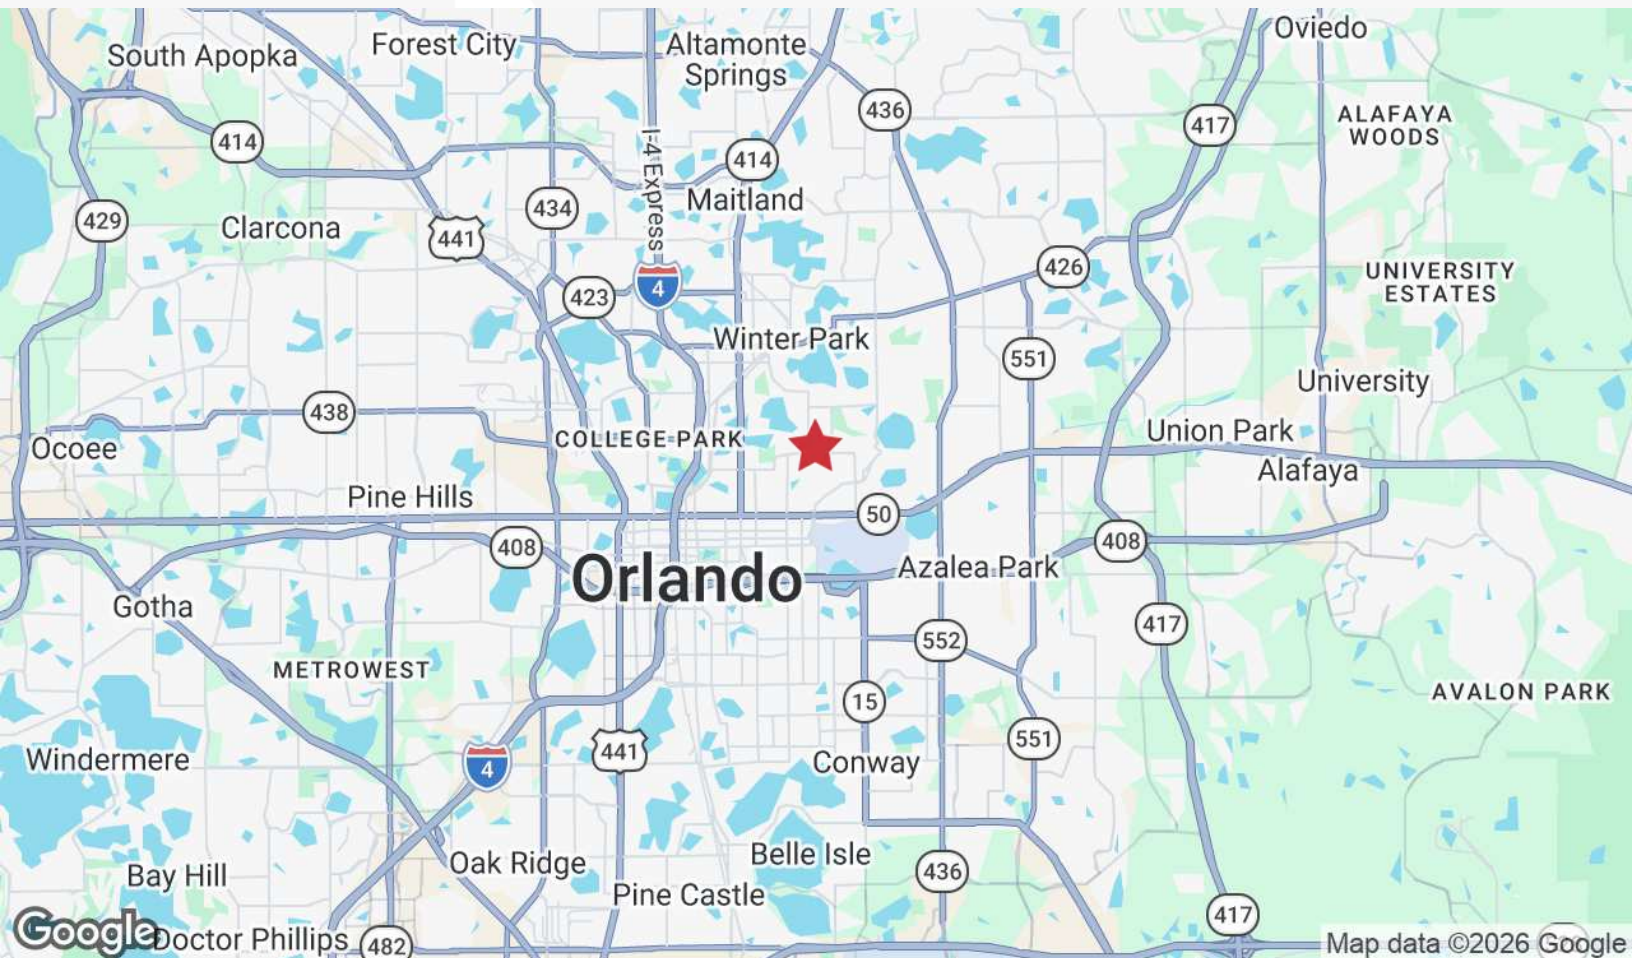 Oviedo
Forest City
Altamonte
Springs
South Apopka
436
417
ALAFAYA
WOODS
414
I-4 Express
414
Maitland
434
429
Clarcona
441
426
UNIVERSITY
ESTATES
4
423
Winter Park
551
University
438
COLLEGE PARK
Union Park
Ocoee
Alafaya
Pine Hills
50
408
408
Orlando
Azalea Park
Gotha
417
552
METROWEST
AVALON PARK
15
551
441
Windermere
4
Conway
Belle Isle
Oak Ridge
436
Bay Hill
Pine Castle
417
Google
Doctor Phillips
482
Map data ©2026 Google